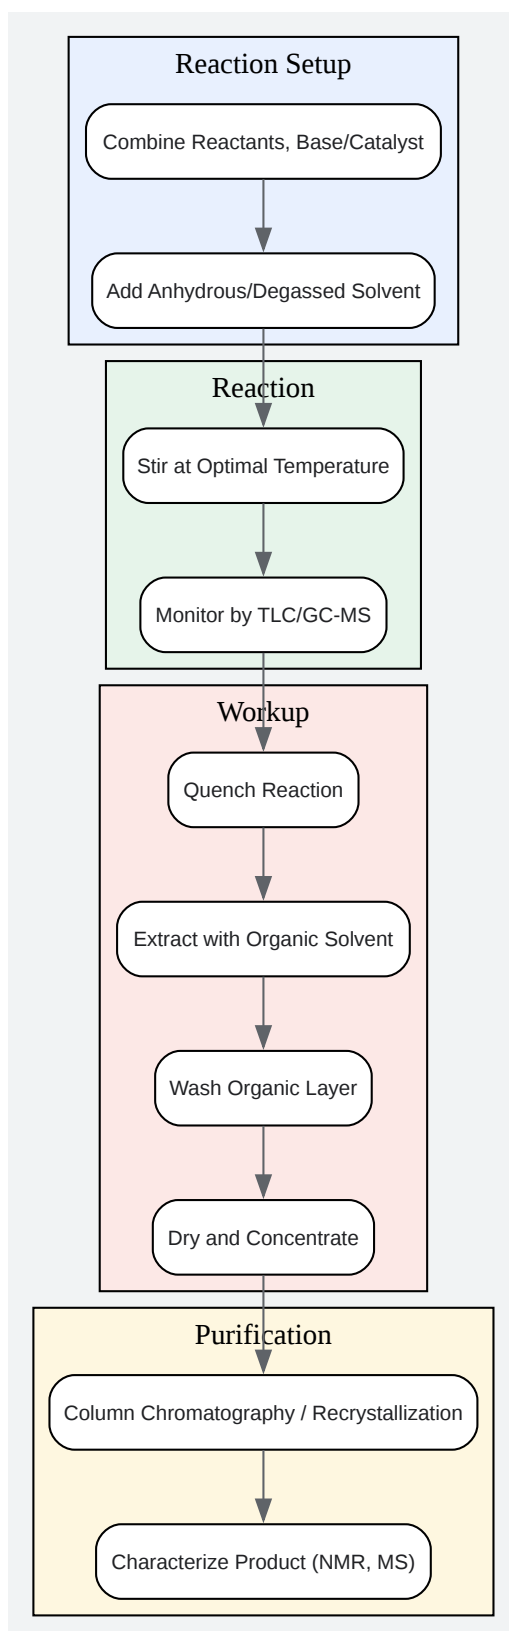 Reaction Setup
Combine Reactants, Base/Catalyst
Add Anhydrous/Degassed Solvent
Reaction
Stir at Optimal Temperature
Monitor by TLC/GC-MS
Workup
Quench Reaction
Extract with Organic Solvent
Wash Organic Layer
Dry and Concentrate
Purification
Column Chromatography / Recrystallization
Characterize Product (NMR, MS)